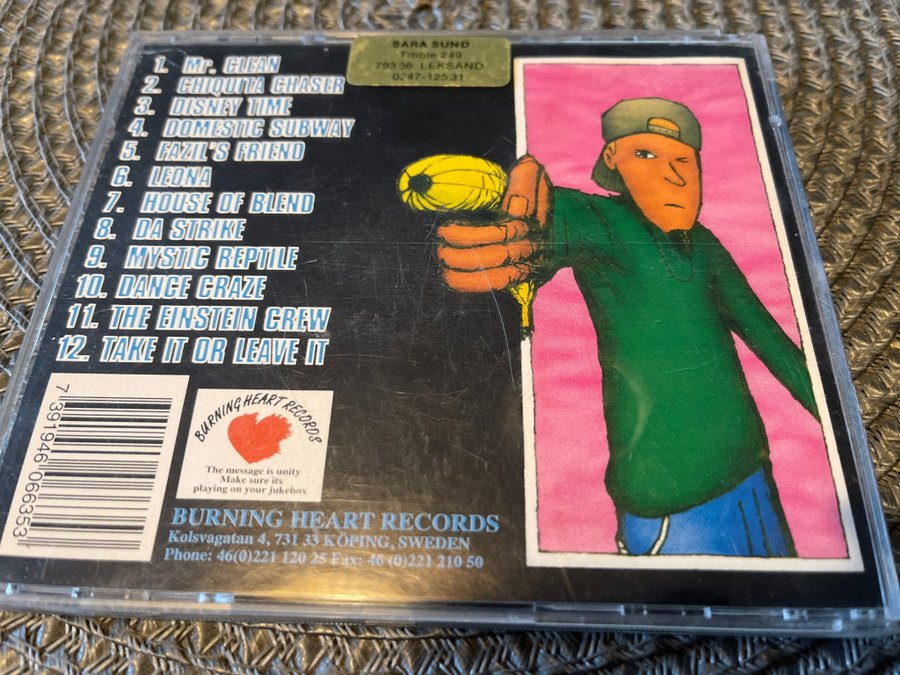 SARA SUND
Tibble 249
793 36 LEKSAND
0247-125 31
1. Mr. CLEAN
2. CHIQUITA CHASER
3. DISNEY TIME
4. DOMESTIC SUBWAY
5. FAZIL'S FRIEND
6. LEONA
7. HOUSE OF BLEND
8. DA STRIKE
9. MYSTIC REPTILE
10. DANCE CRAZE
11. THE EINSTEIN CREW
12. TAKE IT OR LEAVE IT
7 391946 066353
BURNING HEART RECORDS
The message is unity
Make sure its
playing on your jukebox
BURNING HEART RECORDS
Kolsvagatan 4, 731 33 KÖPING, SWEDEN
Phone: 46(0)221 120 25 Fax: 46 (0)221 210 50